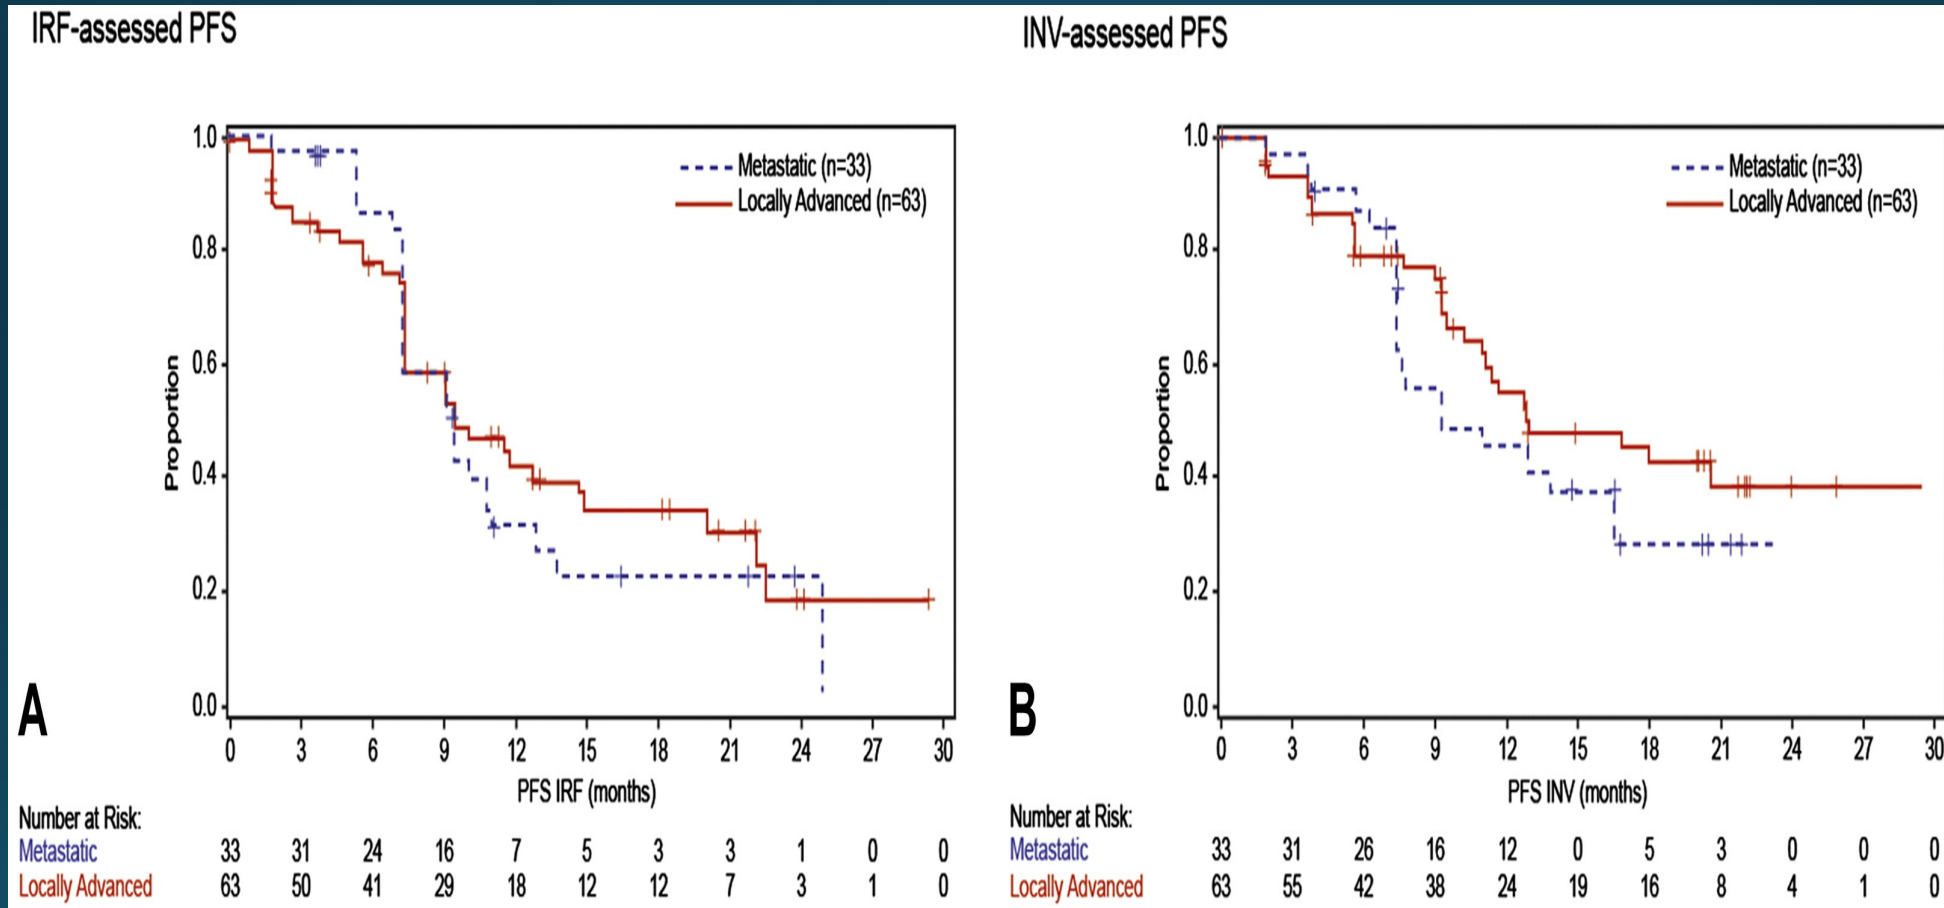 IRF-assessed PFS
1.0
0.8
0.6
0.4
0.2
0.0
Proportion
Metastatic (n=33)
Locally Advanced (n=63)
A
0 3 6 9 12 15 18 21 24 27 30
PFS IRF (months)
Number at Risk:
Metastatic 33 31 24 16 7 5 3 3 1 0 0
Locally Advanced 63 50 41 29 18 12 12 7 3 1 0
INV-assessed PFS
1.0
0.8
0.6
0.4
0.2
0.0
Proportion
Metastatic (n=33)
Locally Advanced (n=63)
B
0 3 6 9 12 15 18 21 24 27 30
PFS INV (months)
Number at Risk:
Metastatic 33 31 26 16 12 0 5 3 0 0 0
Locally Advanced 63 55 42 38 24 19 16 8 4 1 0